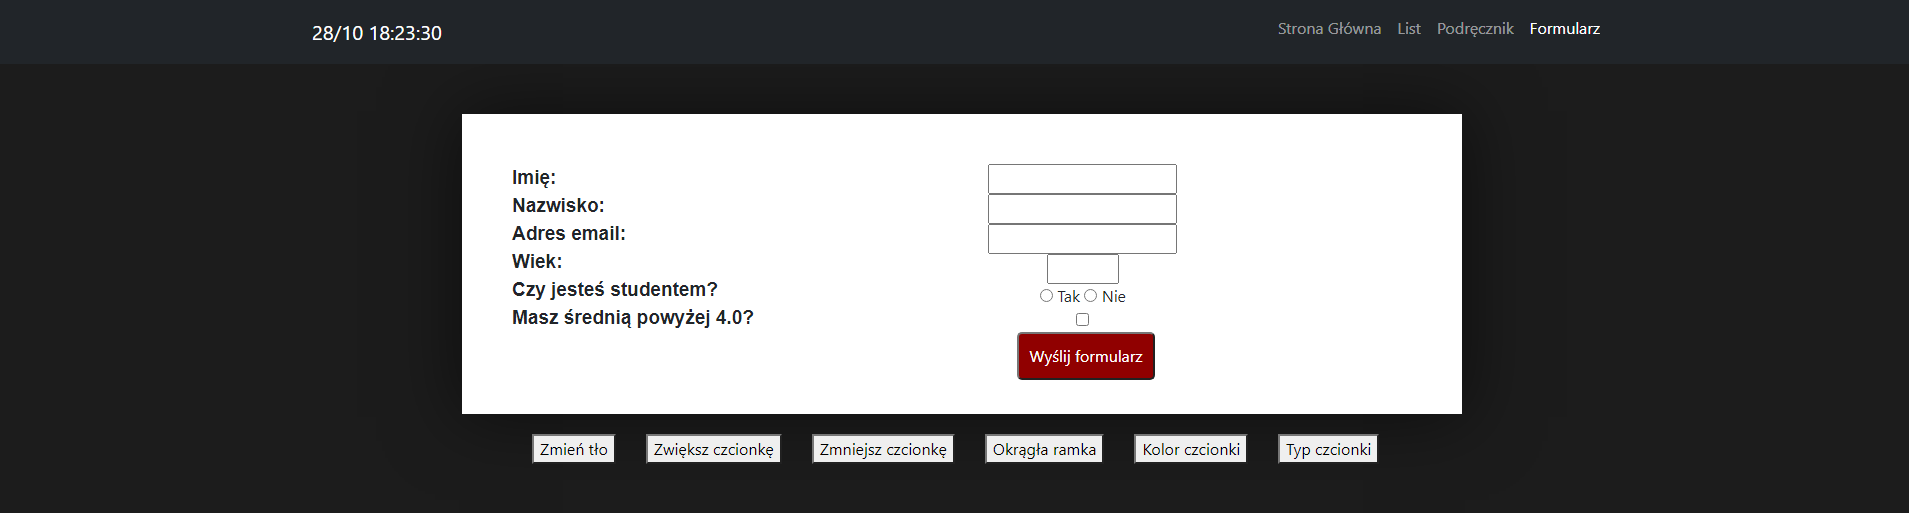 28/10 18:23:30
Strona Główna List Podręcznik Formularz
Imię:
Nazwisko:
Adres email:
Wiek:
Czy jesteś studentem?
Tak Nie
Masz średnią powyżej 4.0?
Wyślij formularz
Zmień tło Zwiększ czcionkę Zmniejsz czcionkę Okrągła ramka Kolor czcionki Typ czcionki